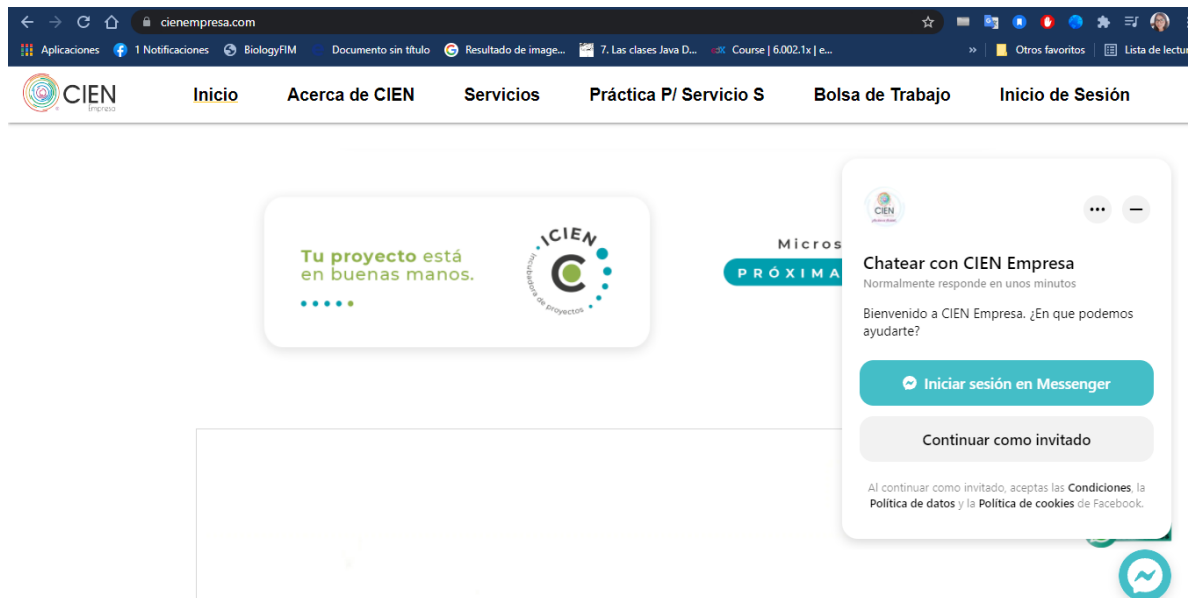 cienempresa.com
Aplicaciones 1 Notificaciones BiologyFIM Documento sin título Resultado de image... 7. Las clases Java D... Course | 6.002.1x | e... » Otros favoritos Lista de lectur
CIEN
Empresa
Inicio Acerca de CIEN Servicios Práctica P/ Servicio S Bolsa de Trabajo Inicio de Sesión
Tu proyecto está
en buenas manos.
ICIEN
Incubadora de proyectos
Micros
PRÓXIMA
CIEN
Chatear con CIEN Empresa
Normalmente responde en unos minutos
Bienvenido a CIEN Empresa. ¿En que podemos
ayudarte?
Iniciar sesión en Messenger
Continuar como invitado
Al continuar como invitado, aceptas las Condiciones, la
Política de datos y la Política de cookies de Facebook.